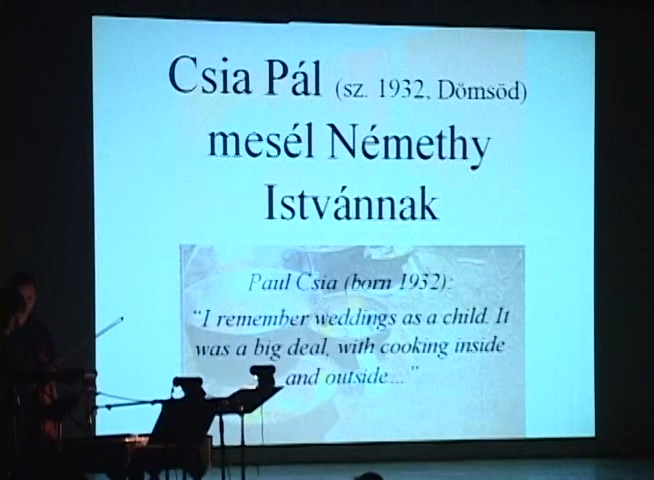 Csia Pál (sz. 1932, Dömsöd)
mesél Némethy
Istvánnak
Paul Csia (born 1932):
“I remember weddings as a child. It
was a big deal, with cooking inside
and outside...”